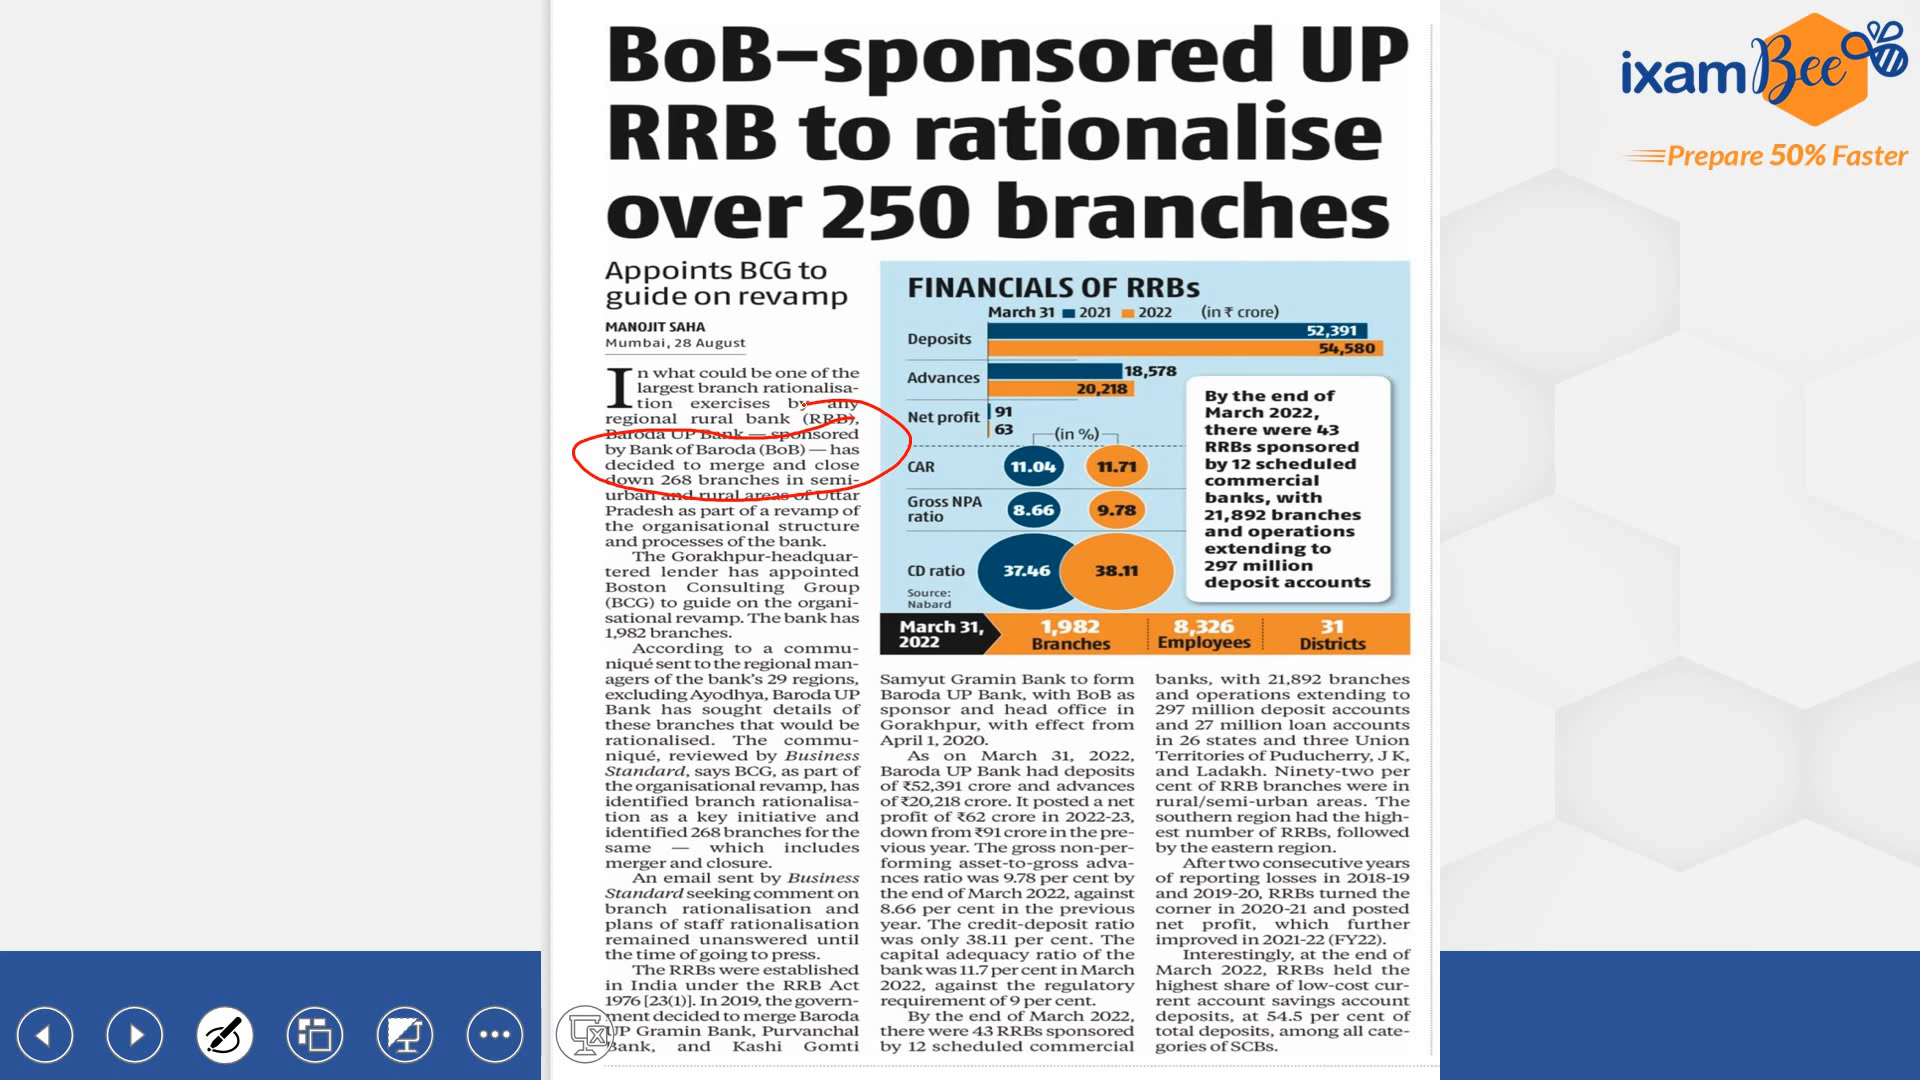 BoB–sponsored UP
RRB to rationalise
over 250 branches
ixamBee
Prepare 50% Faster
Appoints BCG to
guide on revamp
MANOJIT SAHA
Mumbai, 28 August
In what could be one of the
largest branch rationalisa-
tion exercises by any
regional rural bank (RRB),
Baroda UP Bank — sponsored
by Bank of Baroda (BoB) — has
decided to merge and close
down 268 branches in semi-
urban and rural areas of Uttar
Pradesh as part of a revamp of
the organisational structure
and processes of the bank.
The Gorakhpur-headquar-
tered lender has appointed
Boston Consulting Group
(BCG) to guide on the organi-
sational revamp. The bank has
1,982 branches.
According to a commu-
niqué sent to the regional man-
agers of the bank's 29 regions,
excluding Ayodhya, Baroda UP
Bank has sought details of
these branches that would be
rationalised. The commu-
niqué, reviewed by Business
Standard, says BCG, as part of
the organisational revamp, has
identified branch rationalisa-
tion as a key initiative and
identified 268 branches for the
same — which includes
merger and closure.
An email sent by Business
Standard seeking comment on
branch rationalisation and
plans of staff rationalisation
remained unanswered until
the time of going to press.
The RRBs were established
in India under the RRB Act
1976 [23(1)]. In 2019, the govern-
ment decided to merge Baroda
UP Gramin Bank, Purvanchal
Bank, and Kashi Gomti
FINANCIALS OF RRBs
March 31 2021 2022 (in ₹ crore)
Deposits 52,391
54,580
Advances 18,578
20,218
Net profit 91
63
(in %)
CAR 11.04 11.71
Gross NPA
ratio 8.66 9.78
CD ratio 37.46 38.11
Source:
Nabard
By the end of
March 2022,
there were 43
RRBs sponsored
by 12 scheduled
commercial
banks, with
21,892 branches
and operations
extending to
297 million
deposit accounts
March 31,
2022
1,982
Branches
8,326
Employees
31
Districts
Samyut Gramin Bank to form
Baroda UP Bank, with BoB as
sponsor and head office in
Gorakhpur, with effect from
April 1, 2020.
As on March 31, 2022,
Baroda UP Bank had deposits
of ₹52,391 crore and advances
of ₹20,218 crore. It posted a net
profit of ₹62 crore in 2022-23,
down from ₹91 crore in the pre-
vious year. The gross non-per-
forming asset-to-gross adva-
nces ratio was 9.78 per cent by
the end of March 2022, against
8.66 per cent in the previous
year. The credit-deposit ratio
was only 38.11 per cent. The
capital adequacy ratio of the
bank was 11.7 per cent in March
2022, against the regulatory
requirement of 9 per cent.
By the end of March 2022,
there were 43 RRBs sponsored
by 12 scheduled commercial
banks, with 21,892 branches
and operations extending to
297 million deposit accounts
and 27 million loan accounts
in 26 states and three Union
Territories of Puducherry, J K,
and Ladakh. Ninety-two per
cent of RRB branches were in
rural/semi-urban areas. The
southern region had the high-
est number of RRBs, followed
by the eastern region.
After two consecutive years
of reporting losses in 2018-19
and 2019-20, RRBs turned the
corner in 2020-21 and posted
net profit, which further
improved in 2021-22 (FY22).
Interestingly, at the end of
March 2022, RRBs held the
highest share of low-cost cur-
rent account savings account
deposits, at 54.5 per cent of
total deposits, among all cate-
gories of SCBs.